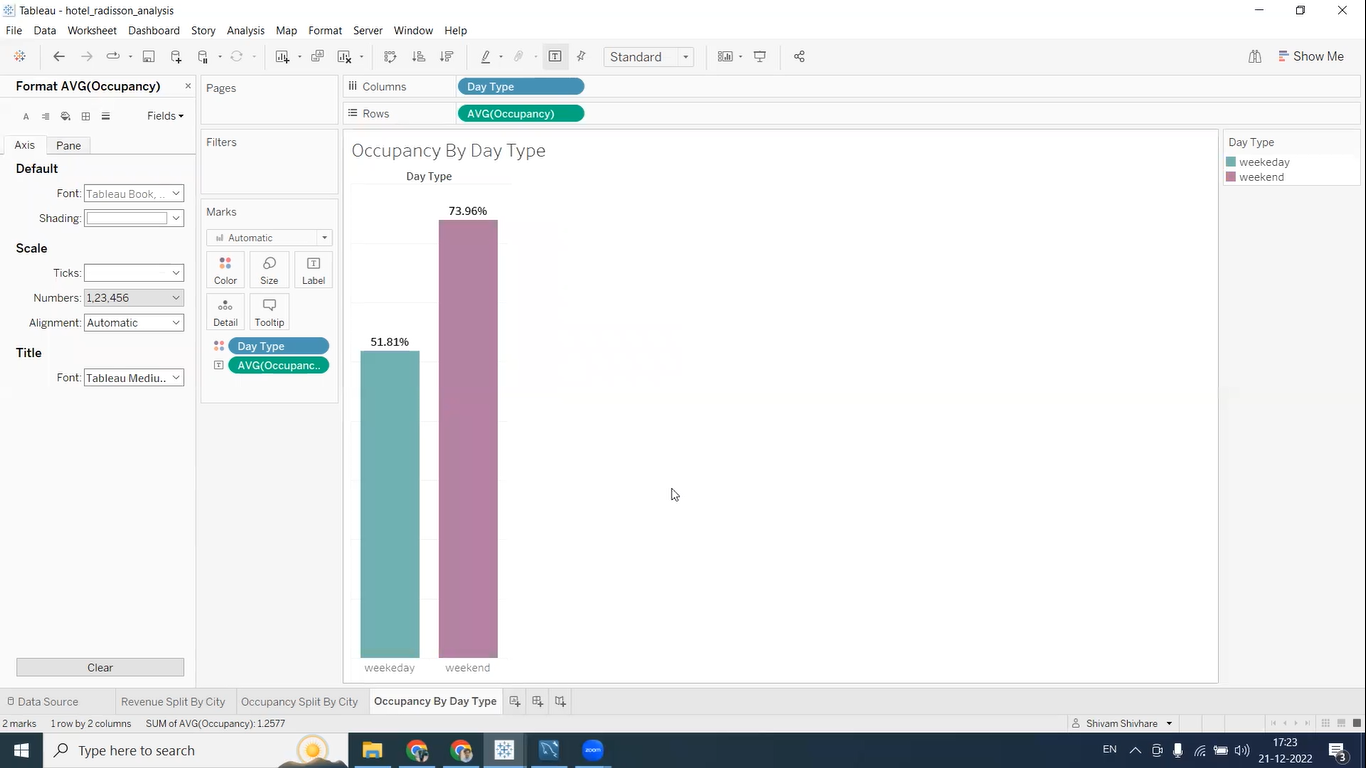 Tableau - hotel_radisson_analysis
File Data Worksheet Dashboard Story Analysis Map Format Server Window Help
Standard
Show Me
Format AVG(Occupancy)
Fields
Axis Pane
Default
Font: Tableau Book, ..
Shading:
Scale
Ticks:
Numbers: 1,23,456
Alignment: Automatic
Title
Font: Tableau Mediu..
Clear
Pages
Filters
Marks
Automatic
Color Size Label
Detail Tooltip
Day Type
AVG(Occupanc..
Columns Day Type
Rows AVG(Occupancy)
Occupancy By Day Type
Day Type
73.96%
51.81%
weekeday weekend
Day Type
weekeday
weekend
Data Source Revenue Split By City Occupancy Split By City Occupancy By Day Type
2 marks 1 row by 2 columns SUM of AVG(Occupancy): 1.2577
Shivam Shivhare
Type here to search
zoom
EN
17:23
21-12-2022
3